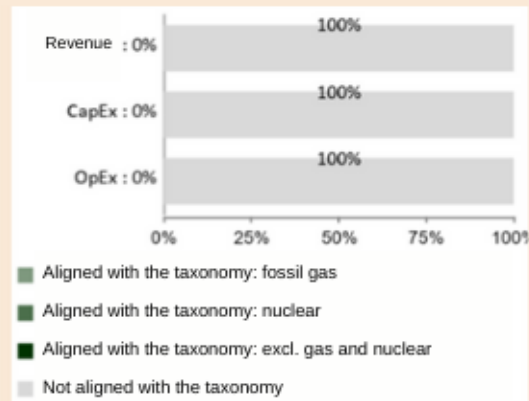 100%
Revenue : 0%
100%
CapEx : 0%
100%
OpEx : 0%
0% 25% 50% 75% 100%
Aligned with the taxonomy: fossil gas
Aligned with the taxonomy: nuclear
Aligned with the taxonomy: excl. gas and nuclear
Not aligned with the taxonomy